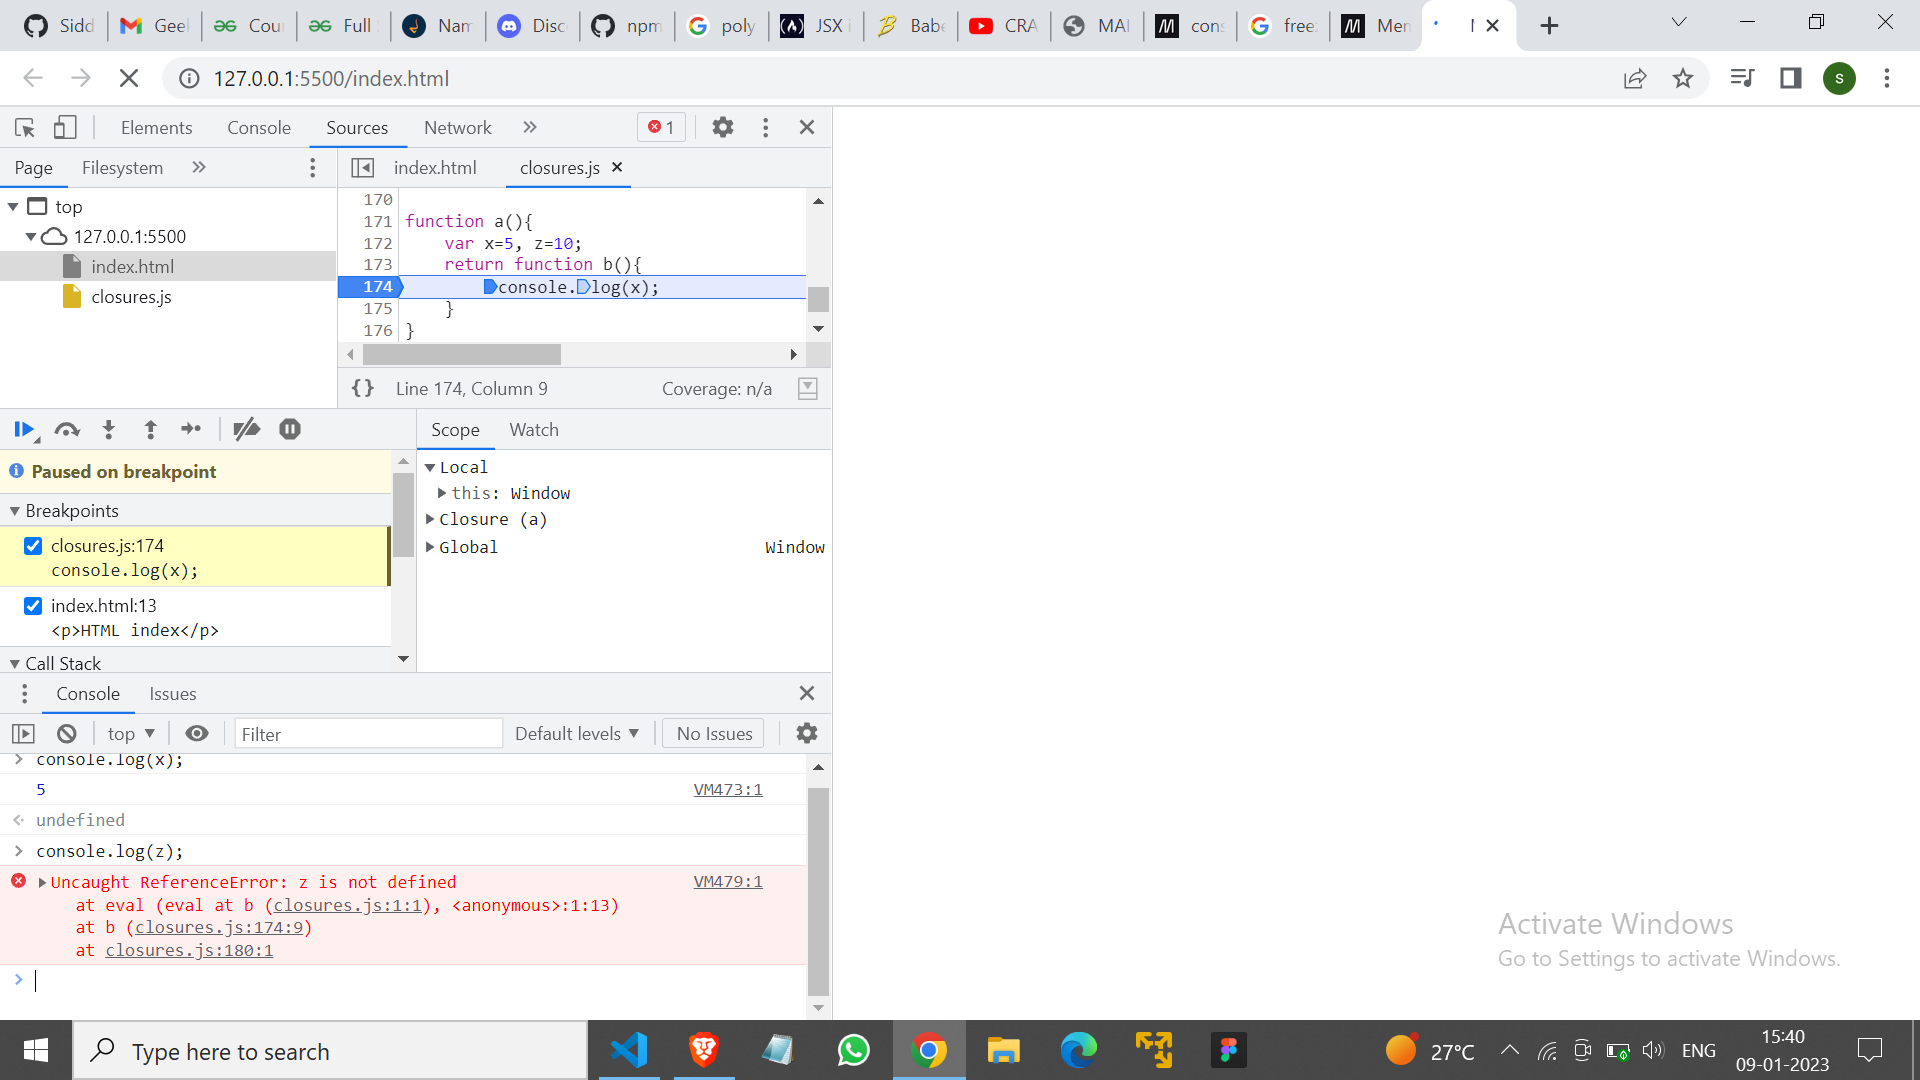 Sidd
Geel
Cour
Full
Nam
Disc
npm
poly
JSX i
Babe
CRA
MAI
cons
free
Men
127.0.0.1:5500/index.html
s
Elements
Console
Sources
Network
1
Page
Filesystem
index.html
closures.js
top
127.0.0.1:5500
index.html
closures.js
170
171 function a(){
172 var x=5, z=10;
173 return function b(){
174 console.log(x);
175 }
176 }
{} Line 174, Column 9
Coverage: n/a
Scope
Watch
Paused on breakpoint
Breakpoints
closures.js:174
console.log(x);
index.html:13
<p>HTML index</p>
Call Stack
Local
this: Window
Closure (a)
Global
Window
Console
Issues
top
Filter
Default levels
No Issues
> console.log(x);
5
VM473:1
undefined
> console.log(z);
Uncaught ReferenceError: z is not defined
VM479:1
at eval (eval at b (closures.js:1:1), <anonymous>:1:13)
at b (closures.js:174:9)
at closures.js:180:1
>
Activate Windows
Go to Settings to activate Windows.
Type here to search
27°C
ENG
15:40
09-01-2023